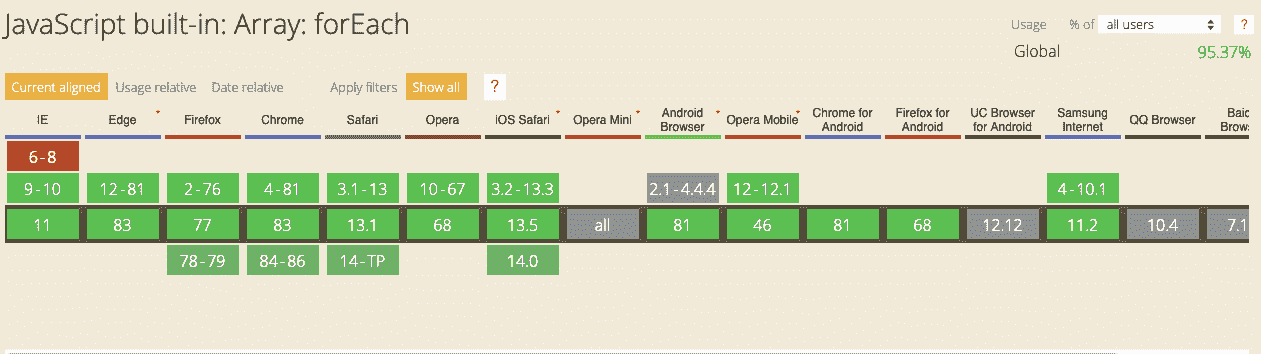 JavaScript built-in: Array: forEach
Usage % of all users ?
Global 95.37%
Current aligned Usage relative Date relative Apply filters Show all ?
IE Edge Firefox Chrome Safari Opera iOS Safari Opera Mini Android Browser Opera Mobile Chrome for Android Firefox for Android UC Browser for Android Samsung Internet QQ Browser Baid Brows
6-8
9-10 12-81 2-76 4-81 3.1-13 10-67 3.2-13.3 2.1-4.4.4 12-12.1 4-10.1
11 83 77 83 13.1 68 13.5 all 81 46 81 68 12.12 11.2 10.4 7.1
78-79 84-86 14-TP 14.0